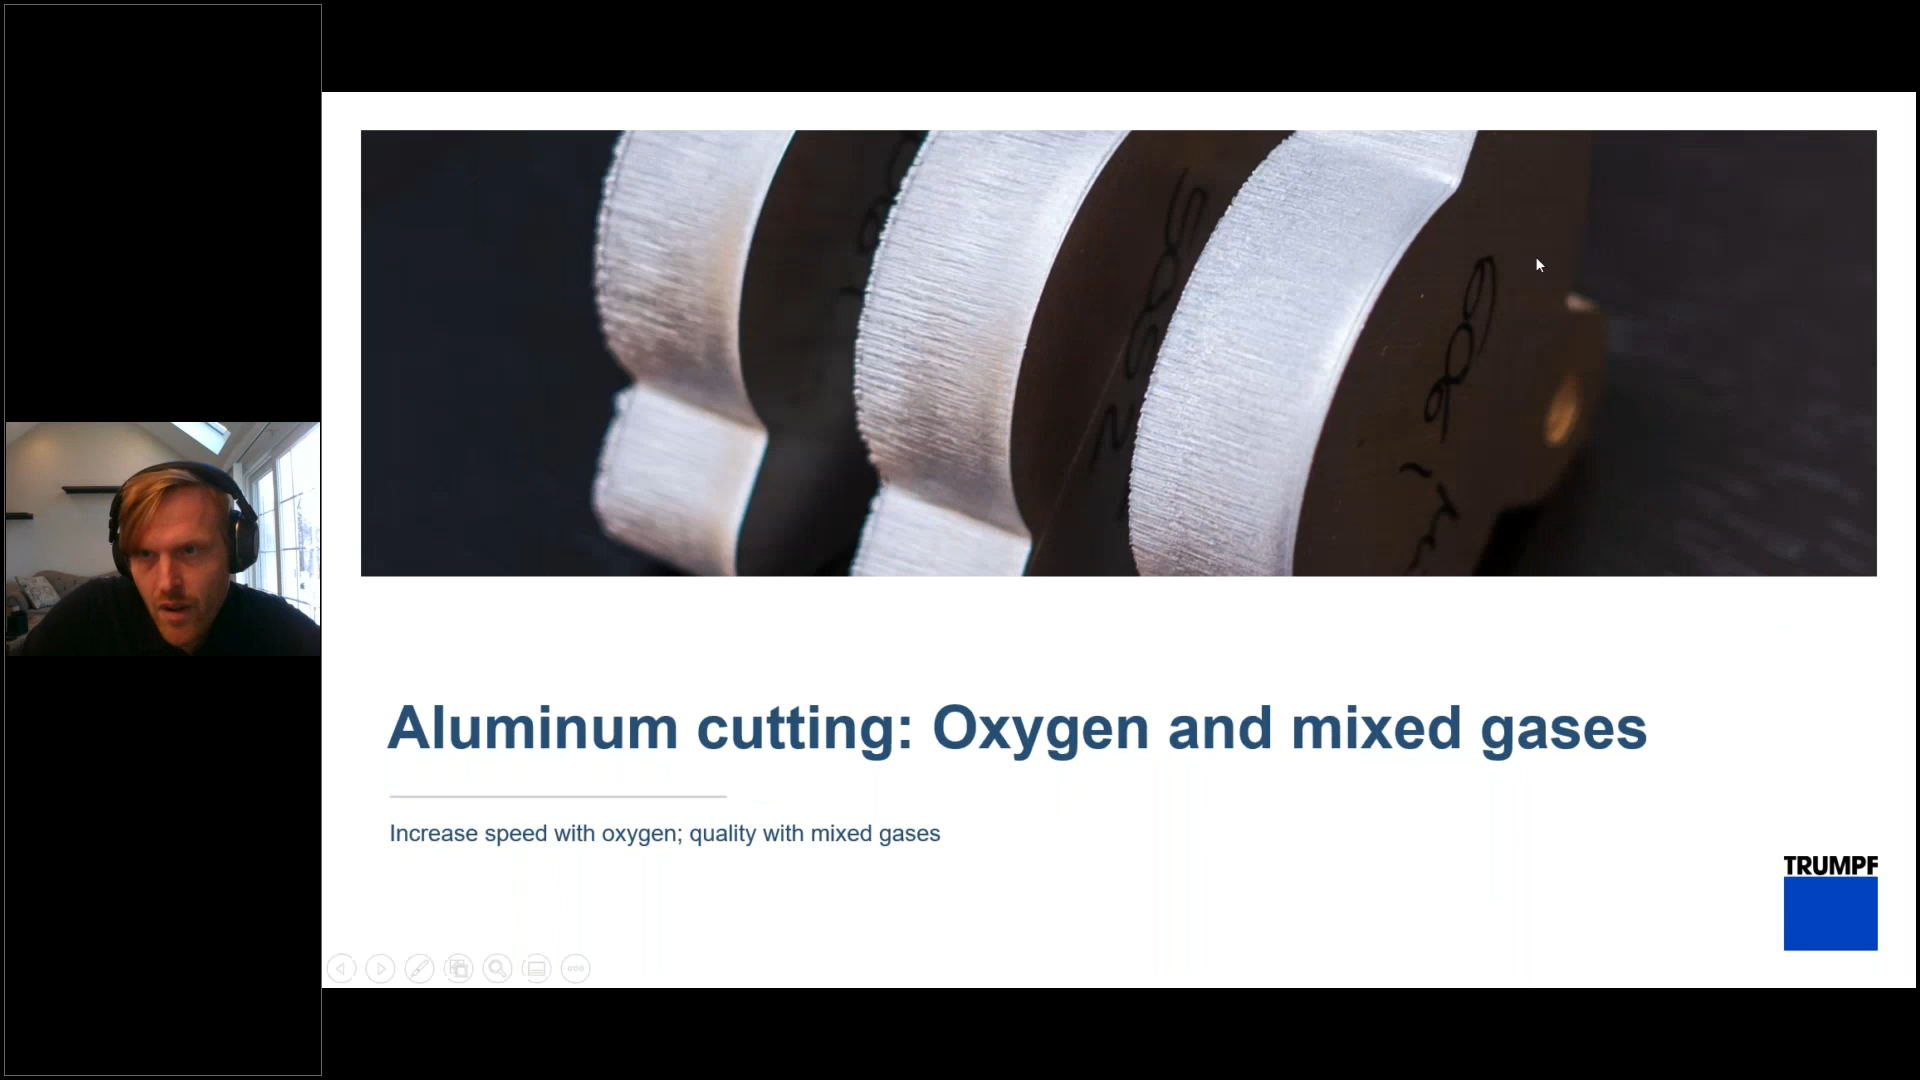 Aluminum cutting: Oxygen and mixed gases
Increase speed with oxygen; quality with mixed gases
TRUMPF